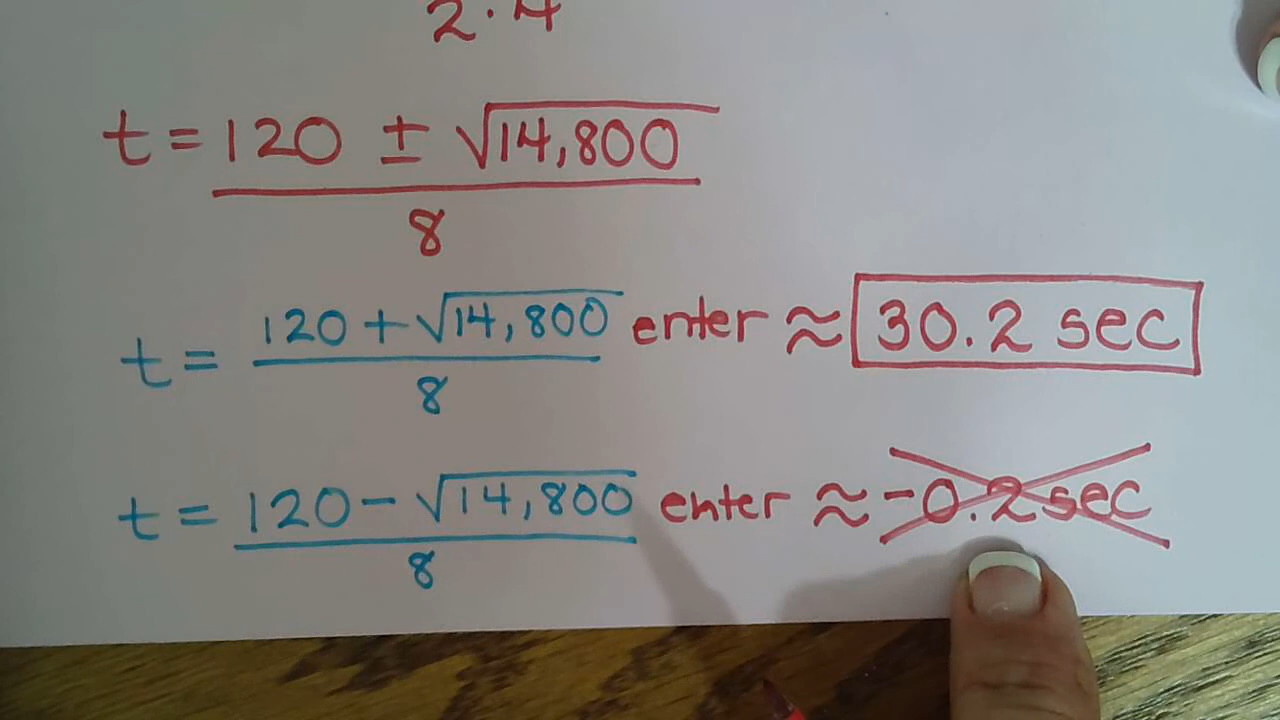 2·4
t = 120 ± √14,800
8
t = 120 + √14,800 enter ≈ 30.2 sec
8
t = 120 - √14,800 enter ≈ -0.2 sec
8